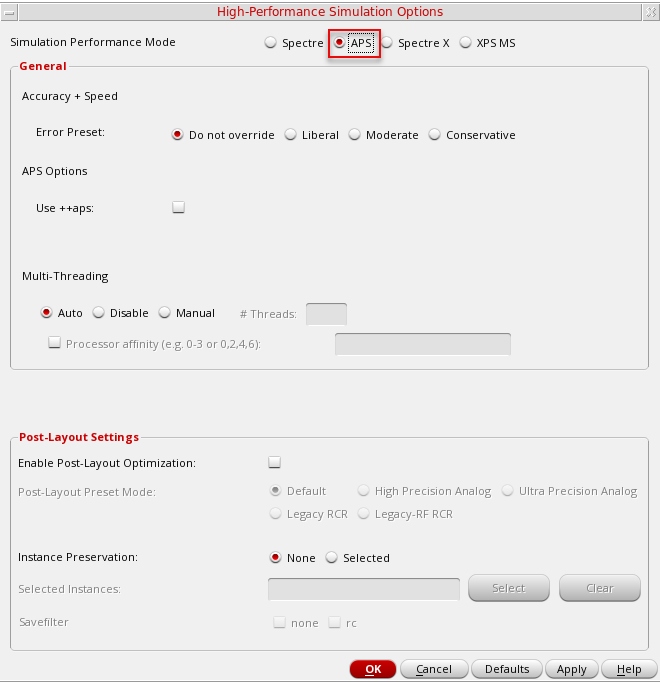 High-Performance Simulation Options
Simulation Performance Mode Spectre APS Spectre X XPS MS
General
Accuracy + Speed
Error Preset: Do not override Liberal Moderate Conservative
APS Options
Use ++aps:
Multi-Threading
Auto Disable Manual # Threads:
Processor affinity (e.g. 0-3 or 0,2,4,6):
Post-Layout Settings
Enable Post-Layout Optimization:
Post-Layout Preset Mode: Default High Precision Analog Ultra Precision Analog
Legacy RCR Legacy-RF RCR
Instance Preservation: None Selected
Selected Instances: Select Clear
Savefilter none rc
OK Cancel Defaults Apply Help